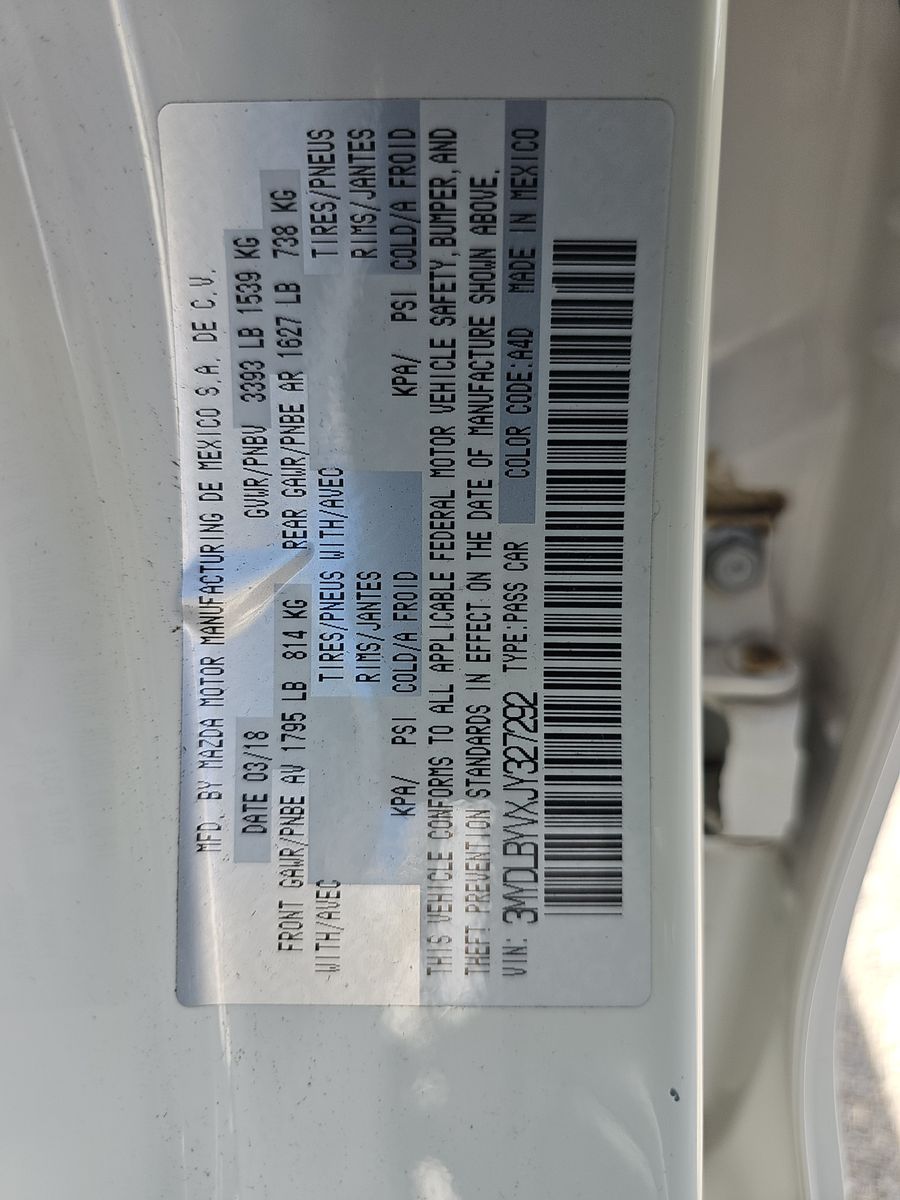 MFD. BY MAZDA MOTOR MANUFACTURING DE MEXICO S.A. DE C.V.
DATE 03/18 GVWR/PNBV 3393 LB 1539 KG
FRONT GAWR/PNBE AV 1795 LB 814 KG REAR GAWR/PNBE AR 1627 LB 738 KG
WITH/AVEC TIRES/PNEUS WITH/AVEC TIRES/PNEUS
RIMS/JANTES RIMS/JANTES
KPA/ PSI COLD/A FROID KPA/ PSI COLD/A FROID
THIS VEHICLE CONFORMS TO ALL APPLICABLE FEDERAL MOTOR VEHICLE SAFETY, BUMPER, AND
THEFT PREVENTION STANDARDS IN EFFECT ON THE DATE OF MANUFACTURE SHOWN ABOVE.
VIN: 3MYDLBYVXJY327292 TYPE:PASS CAR COLOR CODE:A4D MADE IN MEXICO